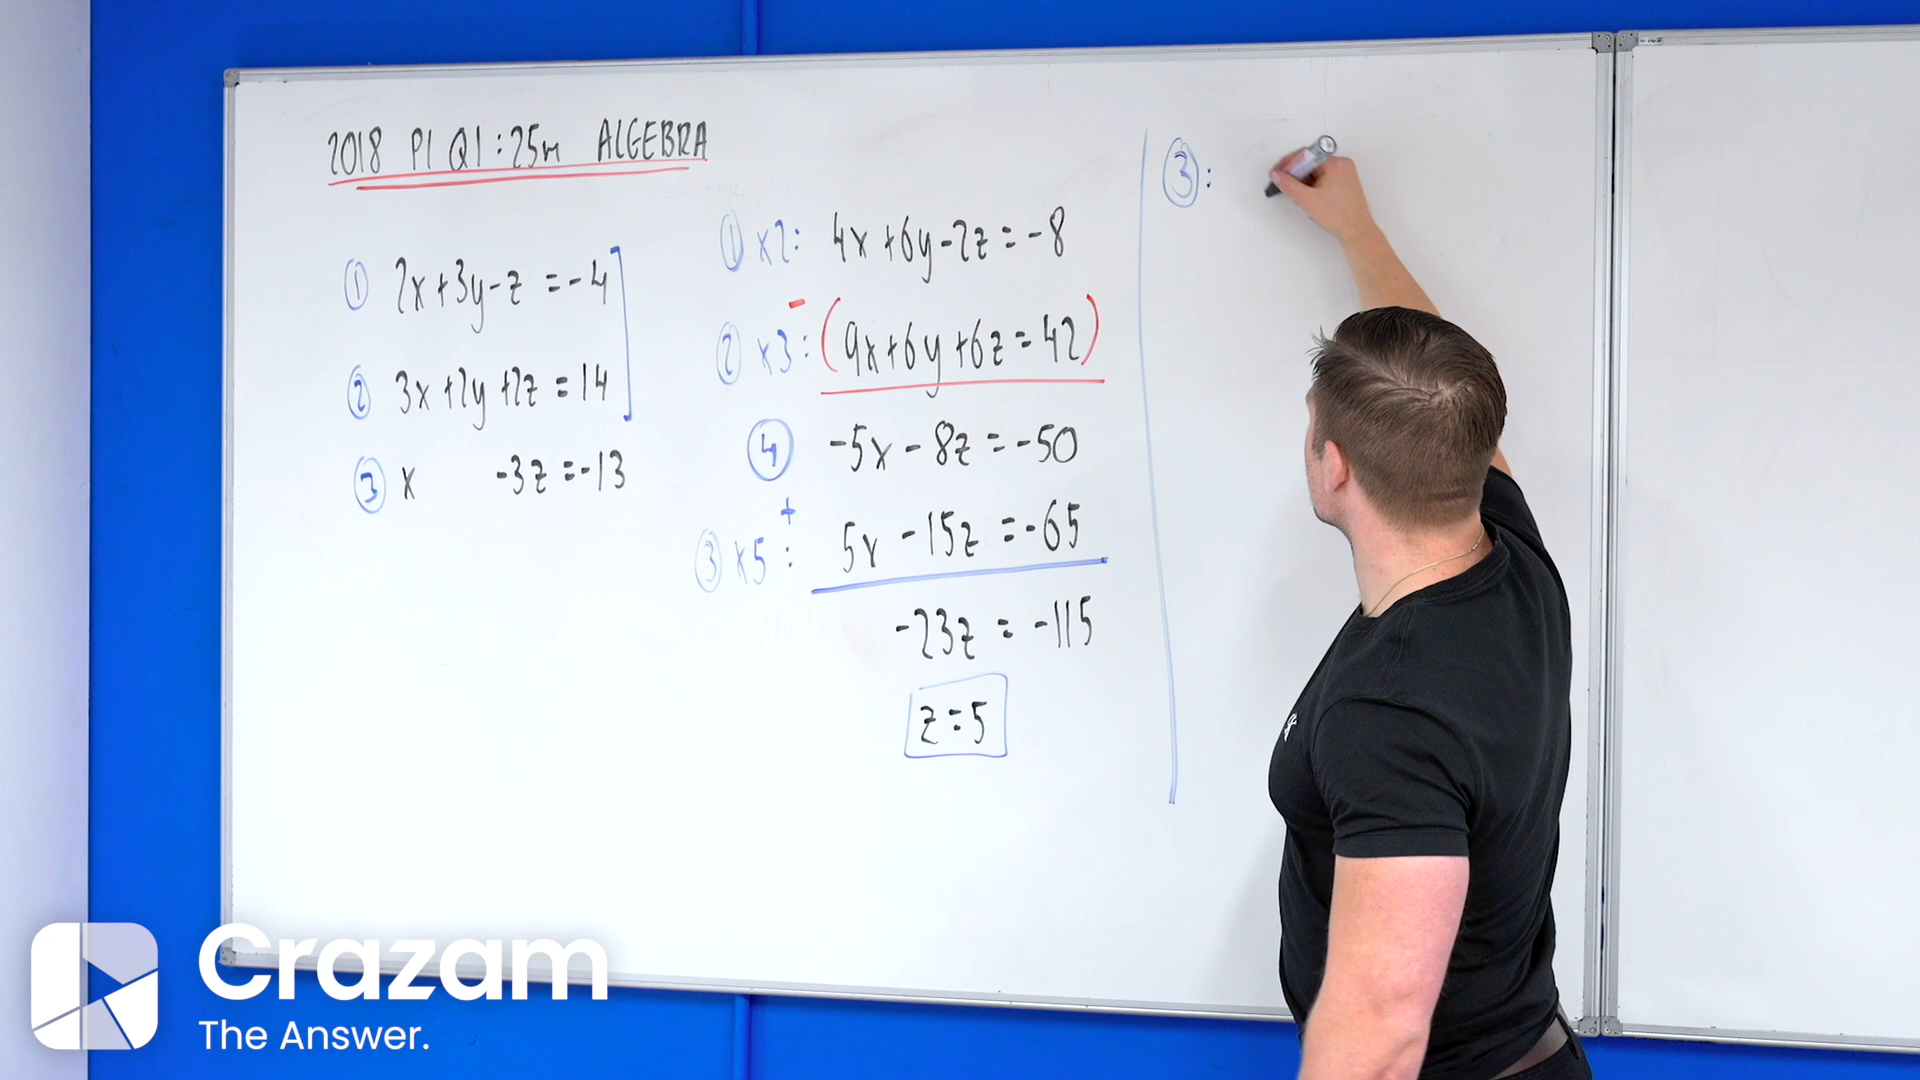 2018 P1 Q1: 25m ALGEBRA
① 2x+3y-z = -4
② 3x+2y+2z = 14
③ x -3z = -13
① x2: 4x+6y-2z = -8
-
② x3: (9x+6y+6z = 42)
④ -5x-8z = -50
+
③ x5: 5x-15z = -65
-23z = -115
z = 5
③:
Crazam
The Answer.